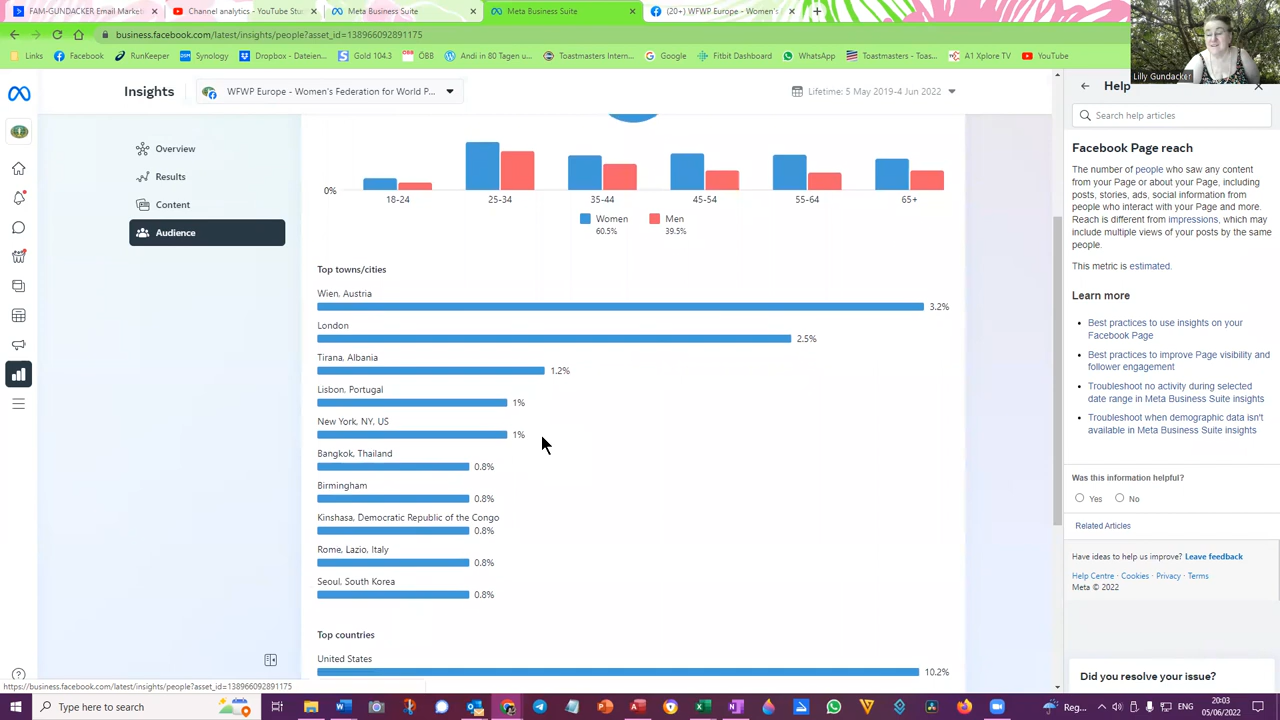 FAM-GUNDACKER Email Market
Channel analytics - YouTube Stu
Meta Business Suite
Meta Business Suite
(20+) WFWP Europe - Women's
business.facebook.com/latest/insights/people?asset_id=138966092891175
Links
Facebook
RunKeeper
Synology
Dropbox - Dateien...
Gold 104.3
ÖBB
Andi in 80 Tagen u...
Toastmasters Intern...
Google
Fitbit Dashboard
WhatsApp
Toastmasters - Toas...
A1 Xplore TV
YouTube
Lilly Gundacker
Insights
WFWP Europe - Women's Federation for World P...
Lifetime: 5 May 2019-4 Jun 2022
Overview
Results
Content
Audience
0%
18-24
25-34
35-44
45-54
55-64
65+
Women
60.5%
Men
39.5%
Top towns/cities
Wien, Austria
3.2%
London
2.5%
Tirana, Albania
1.2%
Lisbon, Portugal
1%
New York, NY, US
1%
Bangkok, Thailand
0.8%
Birmingham
0.8%
Kinshasa, Democratic Republic of the Congo
0.8%
Rome, Lazio, Italy
0.8%
Seoul, South Korea
0.8%
Top countries
United States
10.2%
Help
Search help articles
Facebook Page reach
The number of people who saw any content
from your Page or about your Page, including
posts, stories, ads, social information from
people who interact with your Page and more.
Reach is different from impressions, which may
include multiple views of your posts by the same
people.
This metric is estimated.
Learn more
Best practices to use insights on your
Facebook Page
Best practices to improve Page visibility and
follower engagement
Troubleshoot no activity during selected
date range in Meta Business Suite insights
Troubleshoot when demographic data isn't
available in Meta Business Suite insights
Was this information helpful?
Yes
No
Related Articles
Have ideas to help us improve? Leave feedback
Help Centre · Cookies · Privacy · Terms
Meta © 2022
Did you resolve your issue?
https://business.facebook.com/latest/insights/people?asset_id=138966092891175
Type here to search
Reg...
20:03
05/06/2022